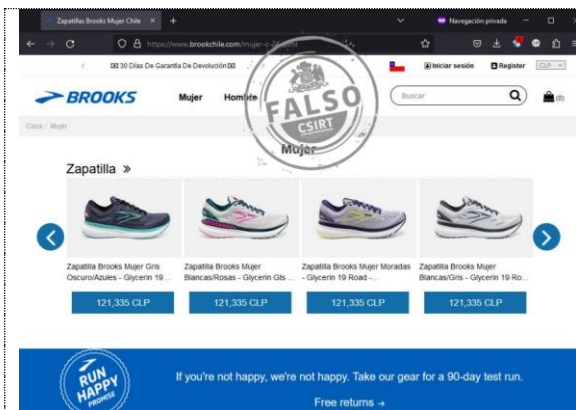 Zapatillas Brooks Mujer Chile
Navegación privada
https://www.brookchile.com/mujer-c-
30 Días De Garantía De Devolución
Iniciar sesión
Register
CLP
BROOKS
Mujer
Hombre
Buscar
(0)
FALSO
CSIRT
Casa :: Mujer
Mujer
Zapatilla »
Zapatilla Brooks Mujer Gris
Oscuro/Azules - Glycerin 19...
Zapatilla Brooks Mujer
Blancas/Rosas - Glycerin Gts ...
Zapatilla Brooks Mujer Moradas
- Glycerin 19 Road -...
Zapatilla Brooks Mujer
Blancas/Gris - Glycerin 19 Ro...
121,335 CLP
121,335 CLP
121,335 CLP
121,335 CLP
RUN
HAPPY
PROMISE
If you're not happy, we're not happy. Take our gear for a 90-day test run.
Free returns →